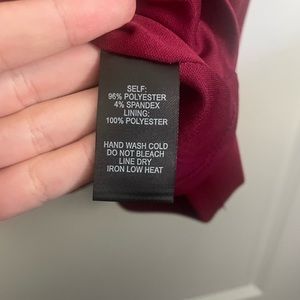 SELF:
96% POLYESTER
4% SPANDEX
LINING:
100% POLYESTER
HAND WASH COLD
DO NOT BLEACH
LINE DRY
IRON LOW HEAT